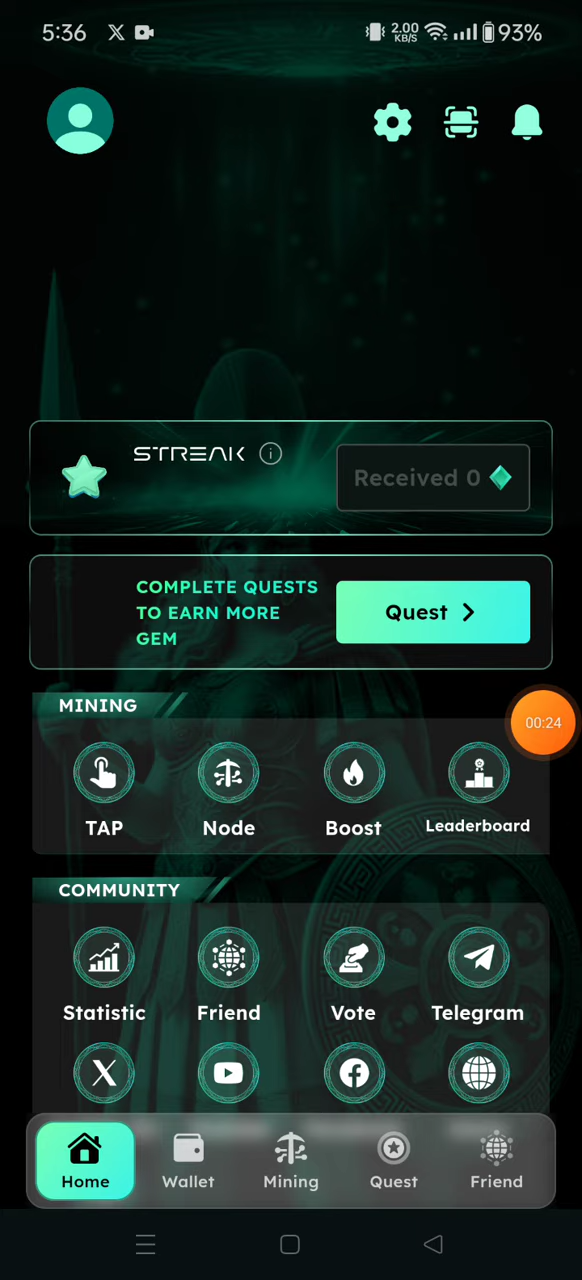 5:36
2.00
KB/S
93%
STREAK
Received 0
COMPLETE QUESTS
TO EARN MORE
GEM
Quest
MINING
00:24
TAP
Node
Boost
Leaderboard
COMMUNITY
Statistic
Friend
Vote
Telegram
Home
Wallet
Mining
Quest
Friend